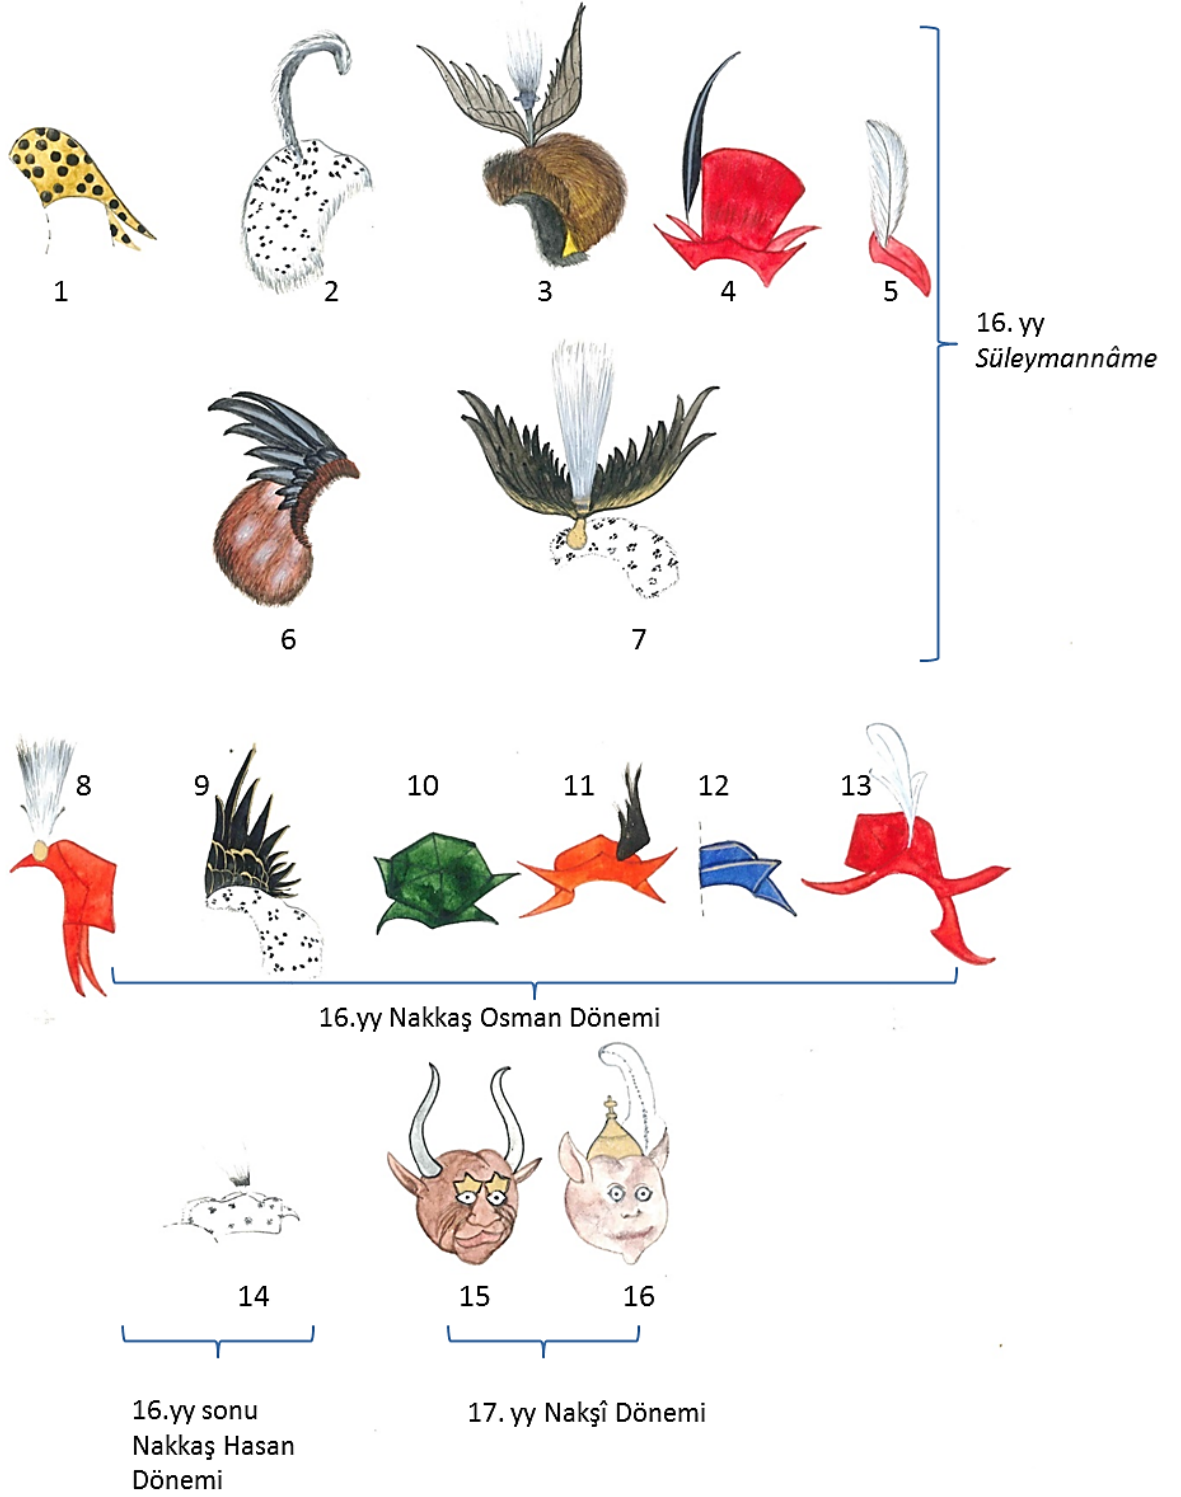 1
2
3
4
5
16. yy
Süleymannâme
6
7
8
9
10
11
12
13
16.yy Nakkaş Osman Dönemi
14
15
16
16.yy sonu
Nakkaş Hasan
Dönemi
17. yy Nakşî Dönemi